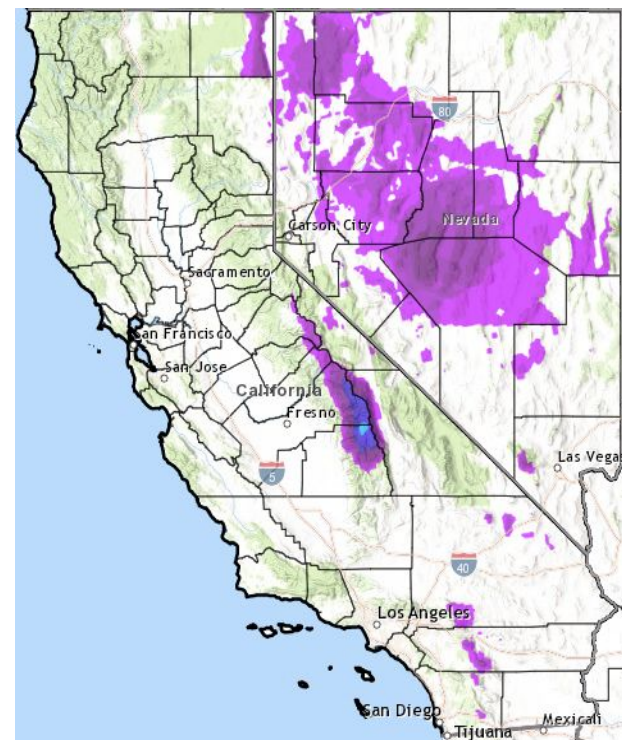 80
Nevada
Carson City
Sacramento
San Francisco
San Jose
California
Fresno
Las Vega
5
40
Los Angeles
San Diego
Tijuana
Mexicali